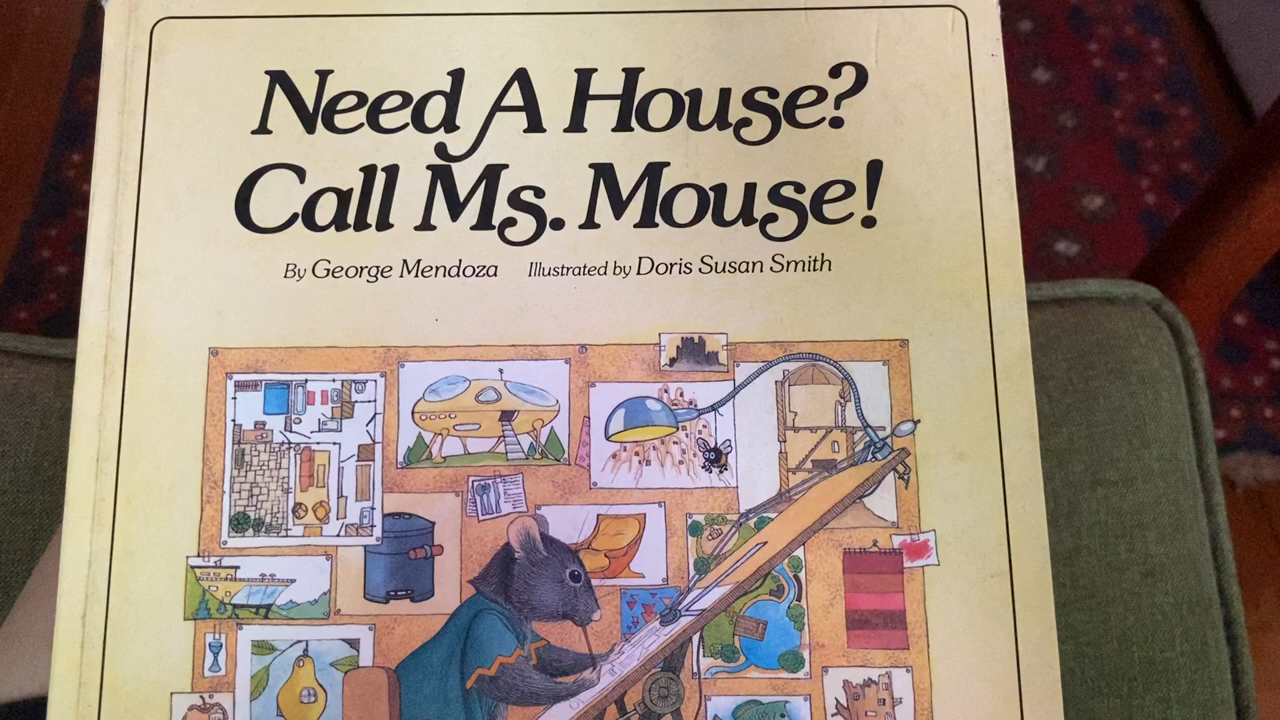 Need A House?
Call Ms. Mouse!
By George Mendoza Illustrated by Doris Susan Smith